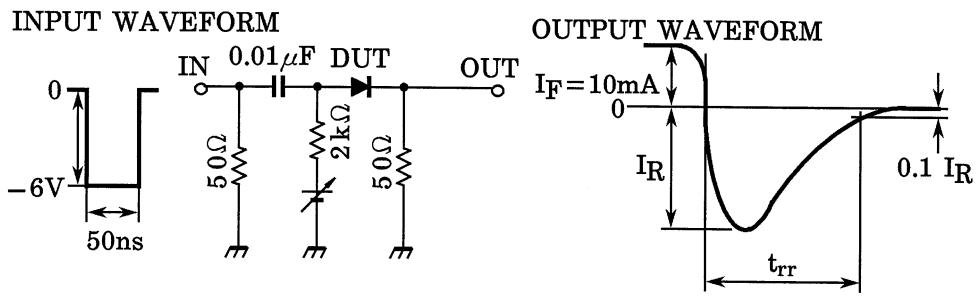 INPUT WAVEFORM
0
−6V
50ns
IN
0.01μF
DUT
OUT
50Ω
2kΩ
50Ω
OUTPUT WAVEFORM
IF=10mA
0
IR
0.1 IR
trr